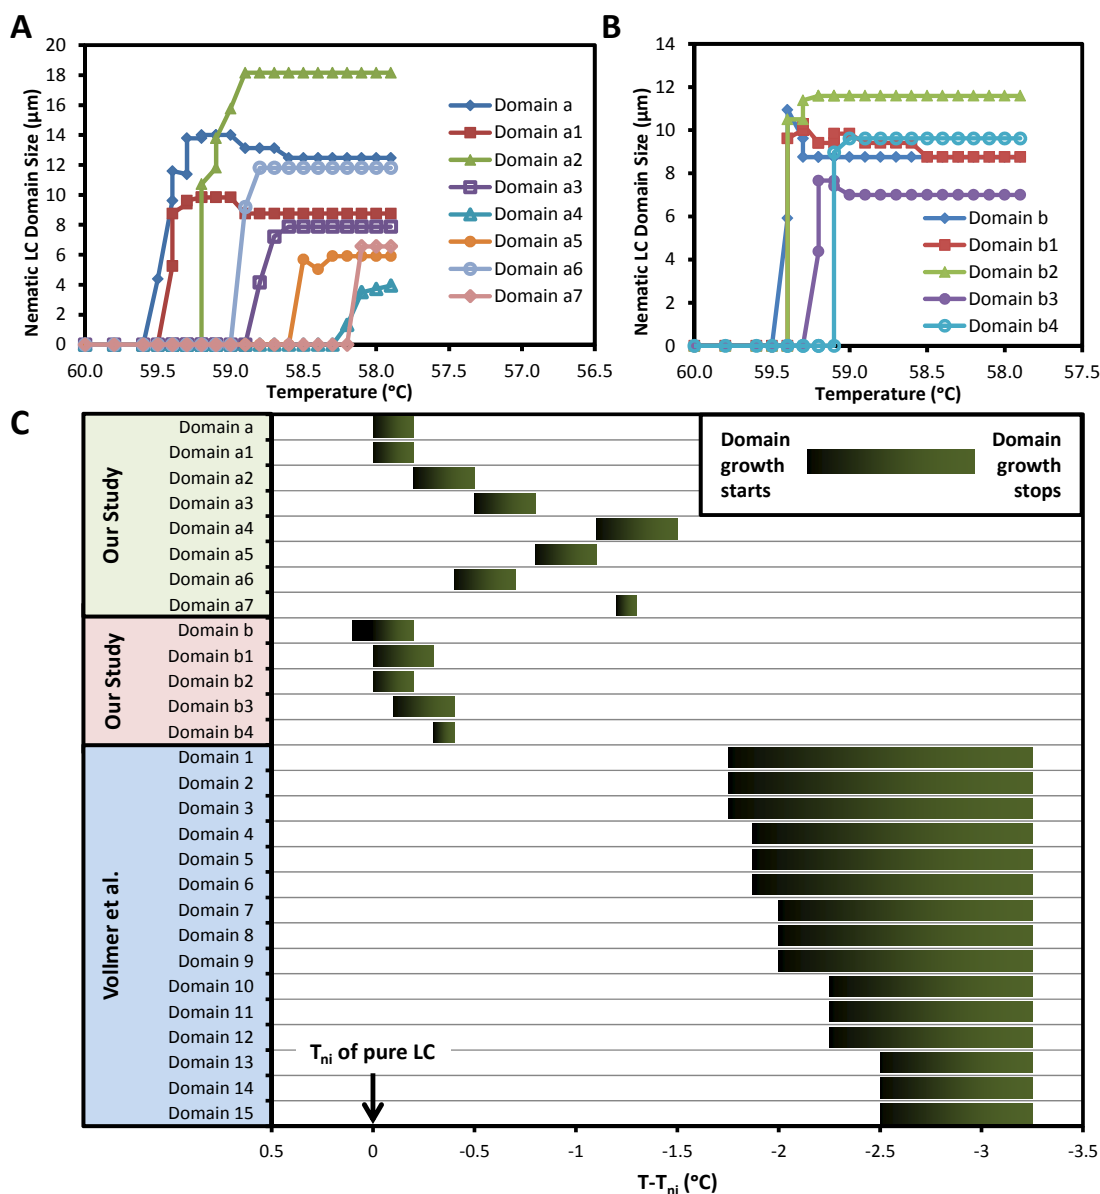 A
Nematic LC Domain Size (µm)
20
18
16
14
12
10
8
6
4
2
0
60.0
59.5
59.0
58.5
58.0
57.5
57.0
56.5
Temperature (°C)
Domain a
Domain a1
Domain a2
Domain a3
Domain a4
Domain a5
Domain a6
Domain a7
B
Nematic LC Domain Size (µm)
14
12
10
8
6
4
2
0
60.0
59.5
59.0
58.5
58.0
57.5
Temperature (°C)
Domain b
Domain b1
Domain b2
Domain b3
Domain b4
C
Our Study
Domain a
Domain a1
Domain a2
Domain a3
Domain a4
Domain a5
Domain a6
Domain a7
Our Study
Domain b
Domain b1
Domain b2
Domain b3
Domain b4
Vollmer et al.
Domain 1
Domain 2
Domain 3
Domain 4
Domain 5
Domain 6
Domain 7
Domain 8
Domain 9
Domain 10
Domain 11
Domain 12
Domain 13
Domain 14
Domain 15
Domain
growth
starts
Domain
growth
stops
Tni of pure LC
0.5
0
-0.5
-1
-1.5
-2
-2.5
-3
-3.5
T-Tni (°C)